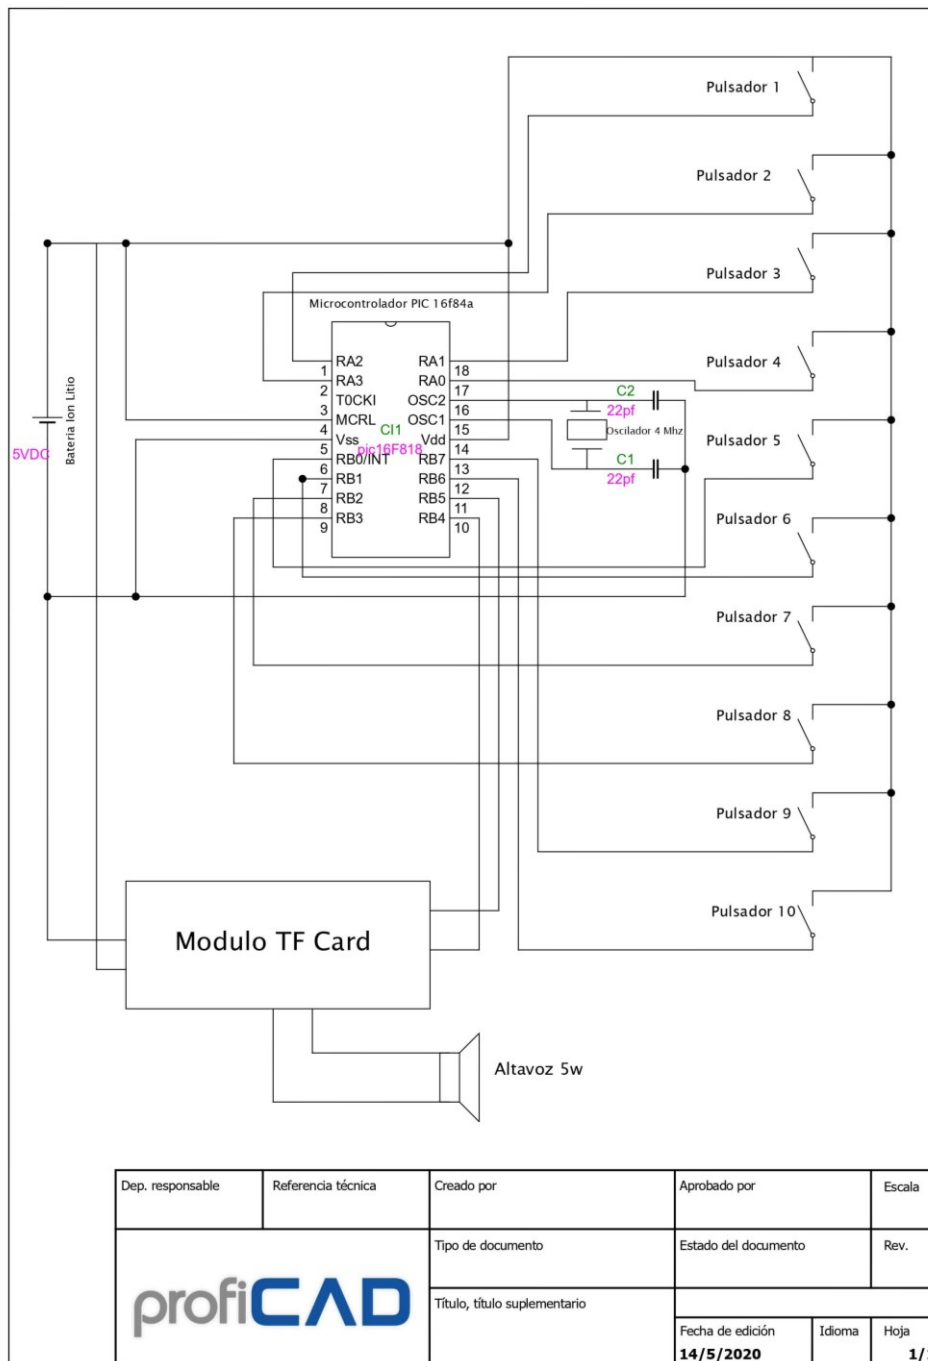 Pulsador 1
Pulsador 2
Pulsador 3
Pulsador 4
Pulsador 5
Pulsador 6
Pulsador 7
Pulsador 8
Pulsador 9
Pulsador 10
Microcontrolador PIC 16f84a
RA2
1
RA3
2
T0CKI
3
MCRL
4
Vss
5
RB0/INT
6
RB1
7
RB2
8
RB3
9
RA1
18
RA0
17
OSC2
16
OSC1
15
Vdd
14
RB7
13
RB6
12
RB5
11
RB4
10
CI1
pic16F818
C2
22pf
Oscilador 4 Mhz
C1
22pf
5VDC
Bateria Ion Litio
Modulo TF Card
Altavoz 5w
Dep. responsable
Referencia técnica
Creado por
Aprobado por
Escala
Tipo de documento
Estado del documento
Rev.
profiCAD
Título, título suplementario
Fecha de edición
14/5/2020
Idioma
Hoja